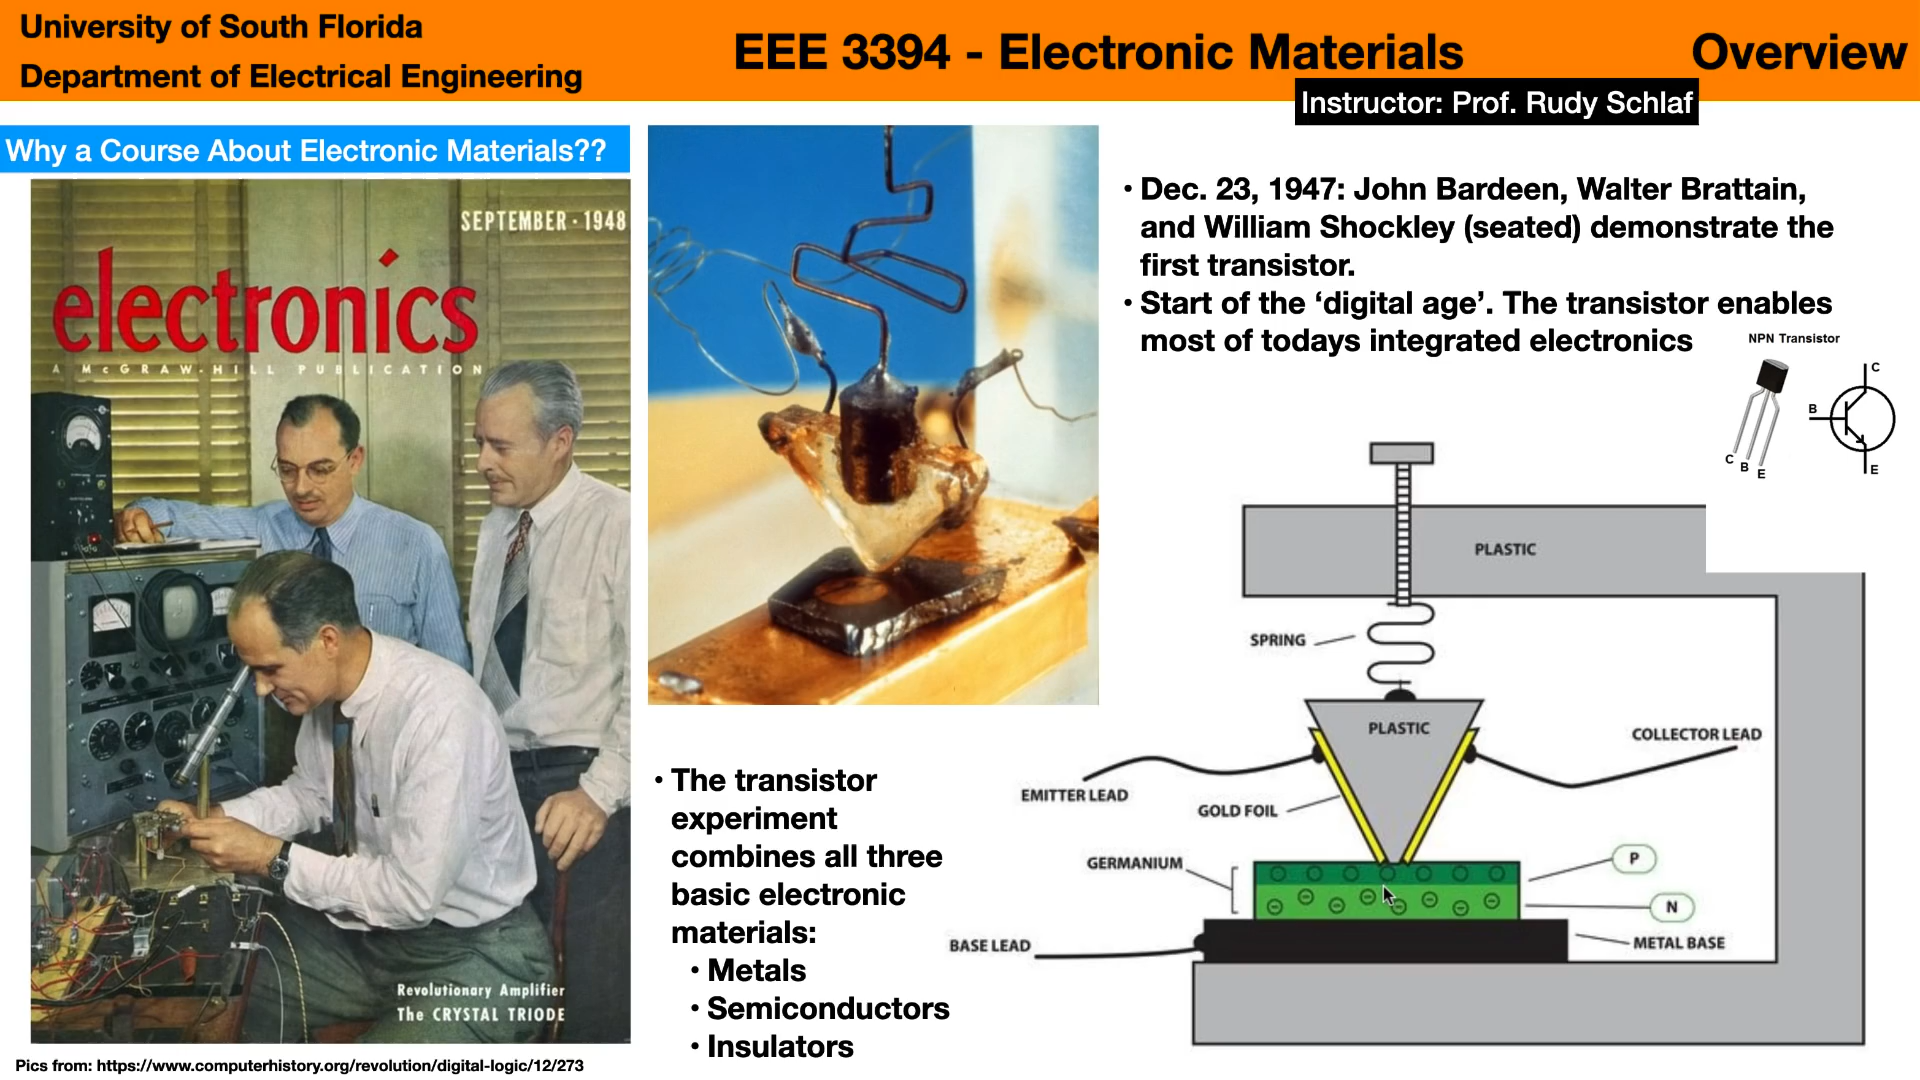 University of South Florida
Department of Electrical Engineering
EEE 3394 - Electronic Materials
Overview
Instructor: Prof. Rudy Schlaf
Why a Course About Electronic Materials??
SEPTEMBER · 1948
electronics
A McGRAW-HILL PUBLICATION
Revolutionary Amplifier
The CRYSTAL TRIODE
Pics from: https://www.computerhistory.org/revolution/digital-logic/12/273
• Dec. 23, 1947: John Bardeen, Walter Brattain,
and William Shockley (seated) demonstrate the
first transistor.
• Start of the ‘digital age’. The transistor enables
most of todays integrated electronics
NPN Transistor
C
B
E
C
B
E
• The transistor
experiment
combines all three
basic electronic
materials:
• Metals
• Semiconductors
• Insulators
PLASTIC
SPRING
PLASTIC
COLLECTOR LEAD
EMITTER LEAD
GOLD FOIL
GERMANIUM
P
N
BASE LEAD
METAL BASE